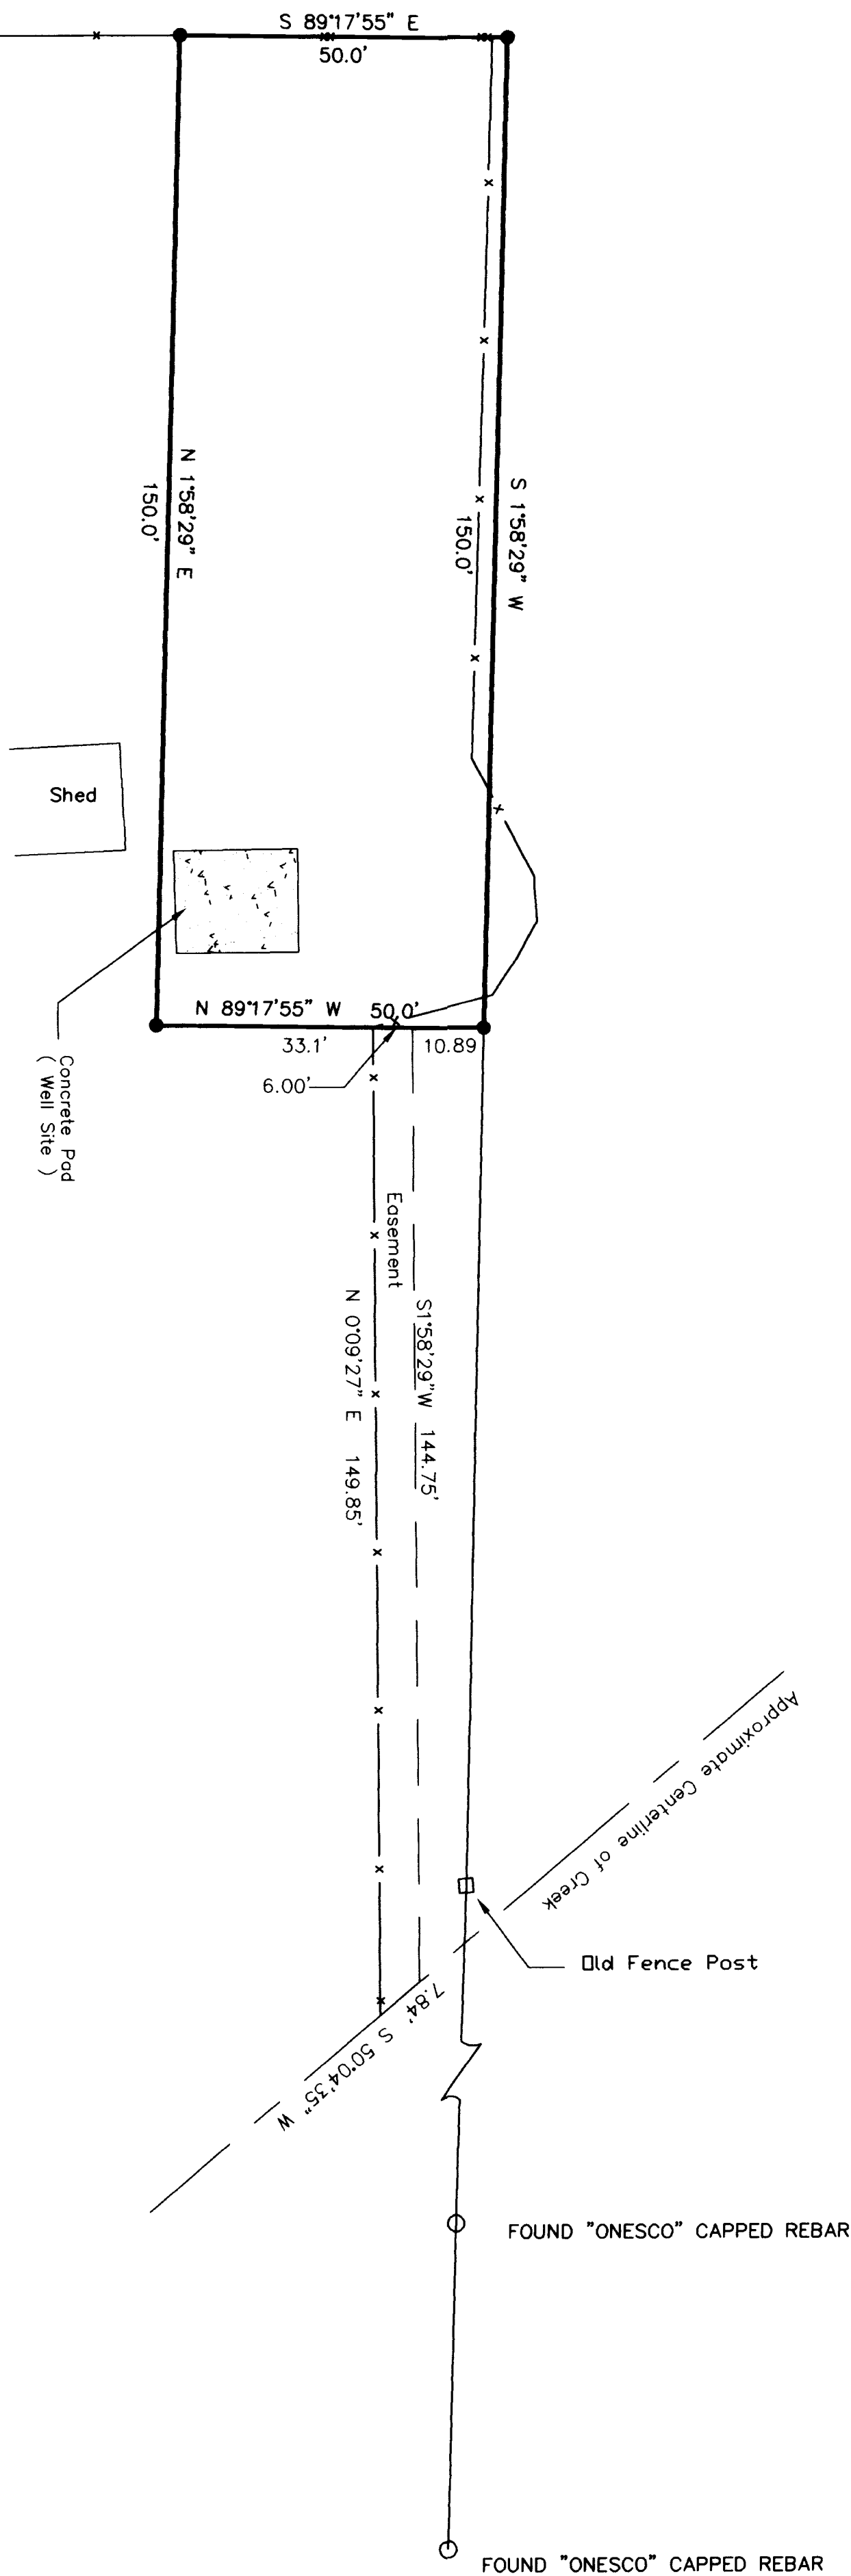 S 89°17'55" E
50.0'
N 1°58'29" E
150.0'
S 1°58'29" W
150.0'
Shed
N 89°17'55" W
50.0'
33.1'
10.89
6.00'
Concrete Pad
( Well Site )
Easement
S1°58'29"W 144.75'
N 0°09'27" E 149.85'
Approximate Centerline of Creek
Old Fence Post
7.84' S 50°04'35" W
FOUND "ONESCO" CAPPED REBAR
FOUND "ONESCO" CAPPED REBAR